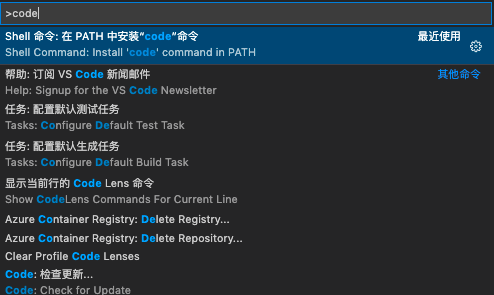 >code
Shell 命令: 在 PATH 中安装“code”命令 最近使用
Shell Command: Install 'code' command in PATH
帮助: 订阅 VS Code 新闻邮件 其他命令
Help: Signup for the VS Code Newsletter
任务: 配置默认测试任务
Tasks: Configure Default Test Task
任务: 配置默认生成任务
Tasks: Configure Default Build Task
显示当前行的 Code Lens 命令
Show CodeLens Commands For Current Line
Azure Container Registry: Delete Registry...
Azure Container Registry: Delete Repository...
Clear Profile Code Lenses
Code: 检查更新...
Code: Check for Update